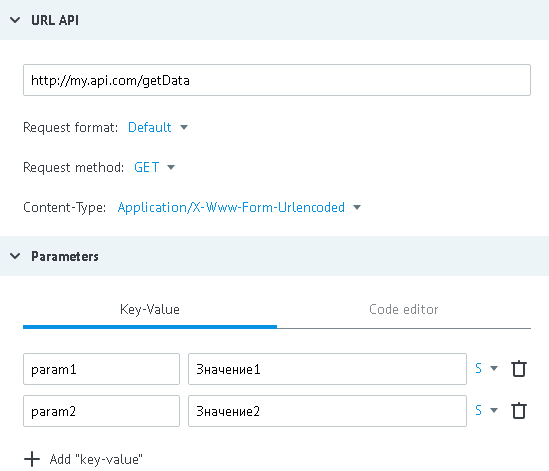 URL API
http://my.api.com/getData
Request format: Default
Request method: GET
Content-Type: Application/X-Www-Form-Urlencoded
Parameters
Key-Value Code editor
param1 Значение1 S
param2 Значение2 S
Add "key-value"